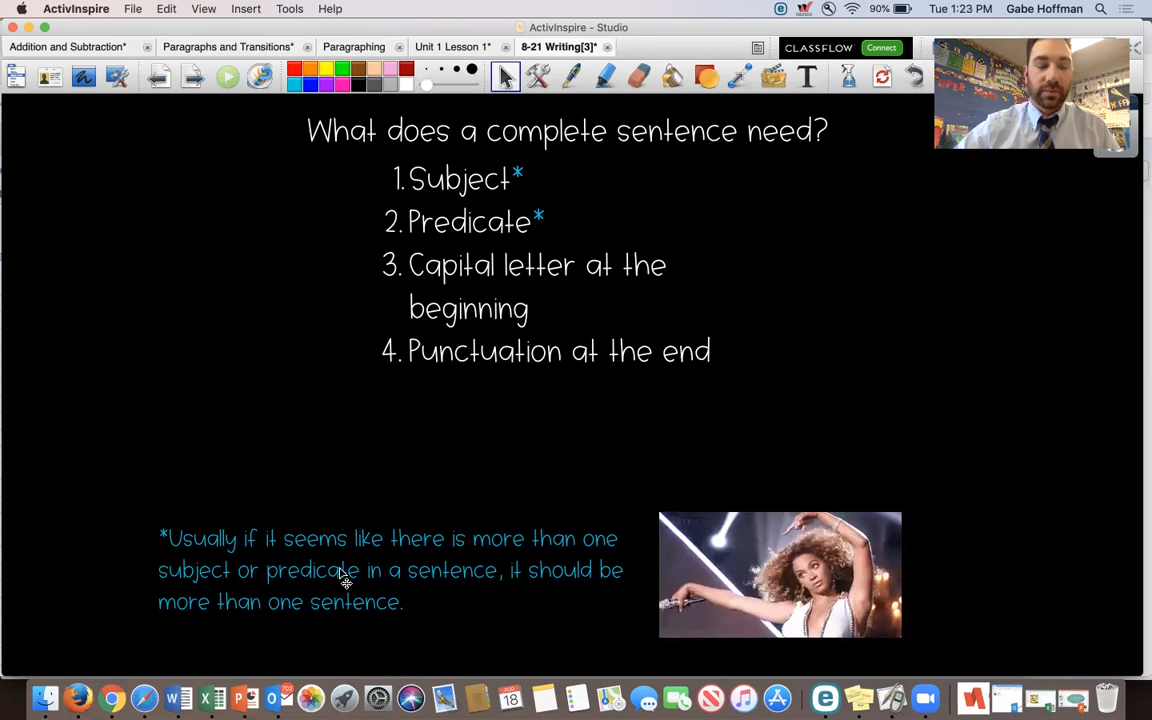 ActivInspire File Edit View Insert Tools Help 90% Tue 1:23 PM Gabe Hoffman
ActivInspire - Studio
Addition and Subtraction* Paragraphs and Transitions* Paragraphing Unit 1 Lesson 1* 8-21 Writing[3]* CLASSFLOW Connect
What does a complete sentence need?
1. Subject*
2. Predicate*
3. Capital letter at the
beginning
4. Punctuation at the end
*Usually if it seems like there is more than one
subject or predicate in a sentence, it should be
more than one sentence.
702
AUG
18